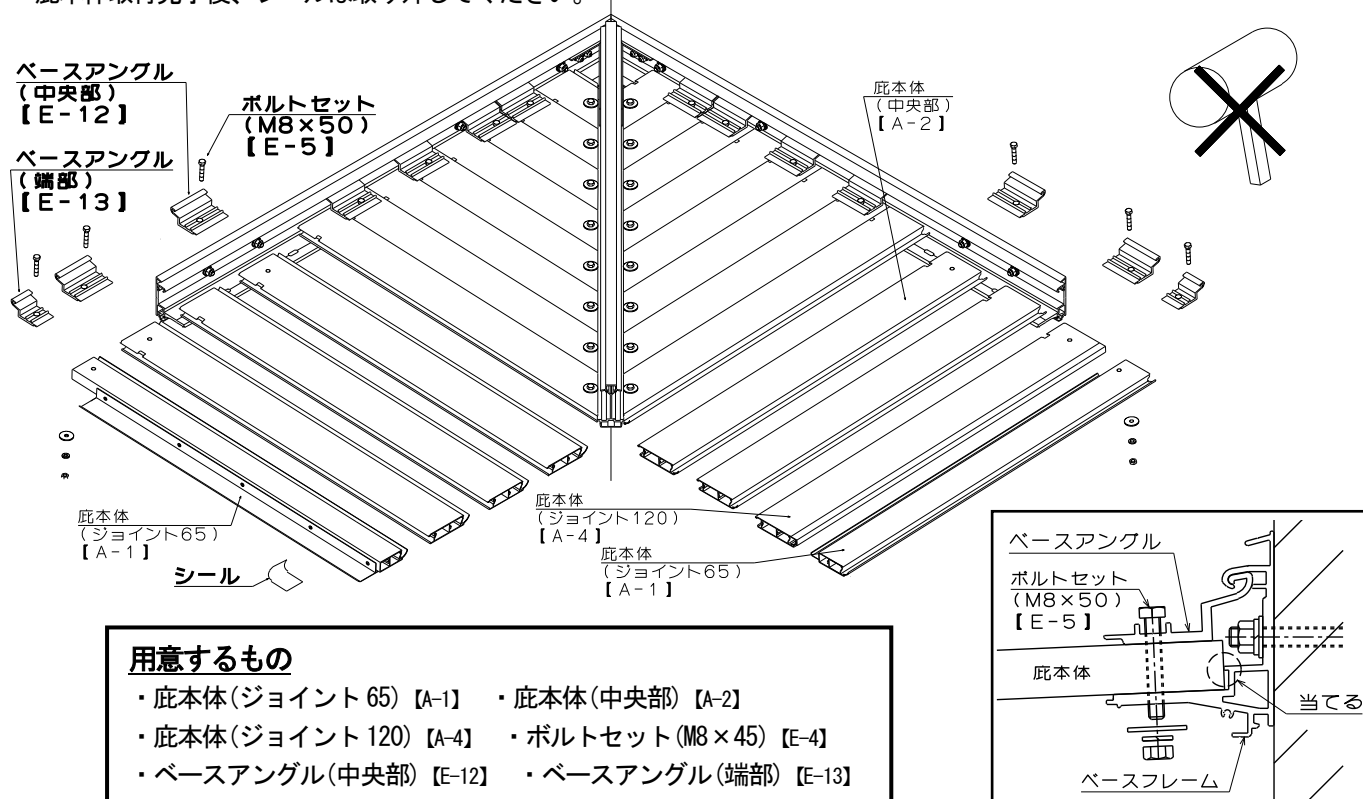 庇本体取付完了後、シールは取り外してください。
ベースアングル
(中央部)
【E-12】
ボルトセット
(M8×50)
【E-5】
ベースアングル
(端部)
【E-13】
庇本体
(中央部)
【A-2】
庇本体
(ジョイント65)
【A-1】
シール
庇本体
(ジョイント120)
【A-4】
庇本体
(ジョイント65)
【A-1】
ベースアングル
ボルトセット
(M8×50)
【E-5】
庇本体
当てる
ベースフレーム
用意するもの
・庇本体(ジョイント 65)【A-1】 ・庇本体(中央部)【A-2】
・庇本体(ジョイント 120)【A-4】 ・ボルトセット(M8×45)【E-4】
・ベースアングル(中央部)【E-12】 ・ベースアングル(端部)【E-13】